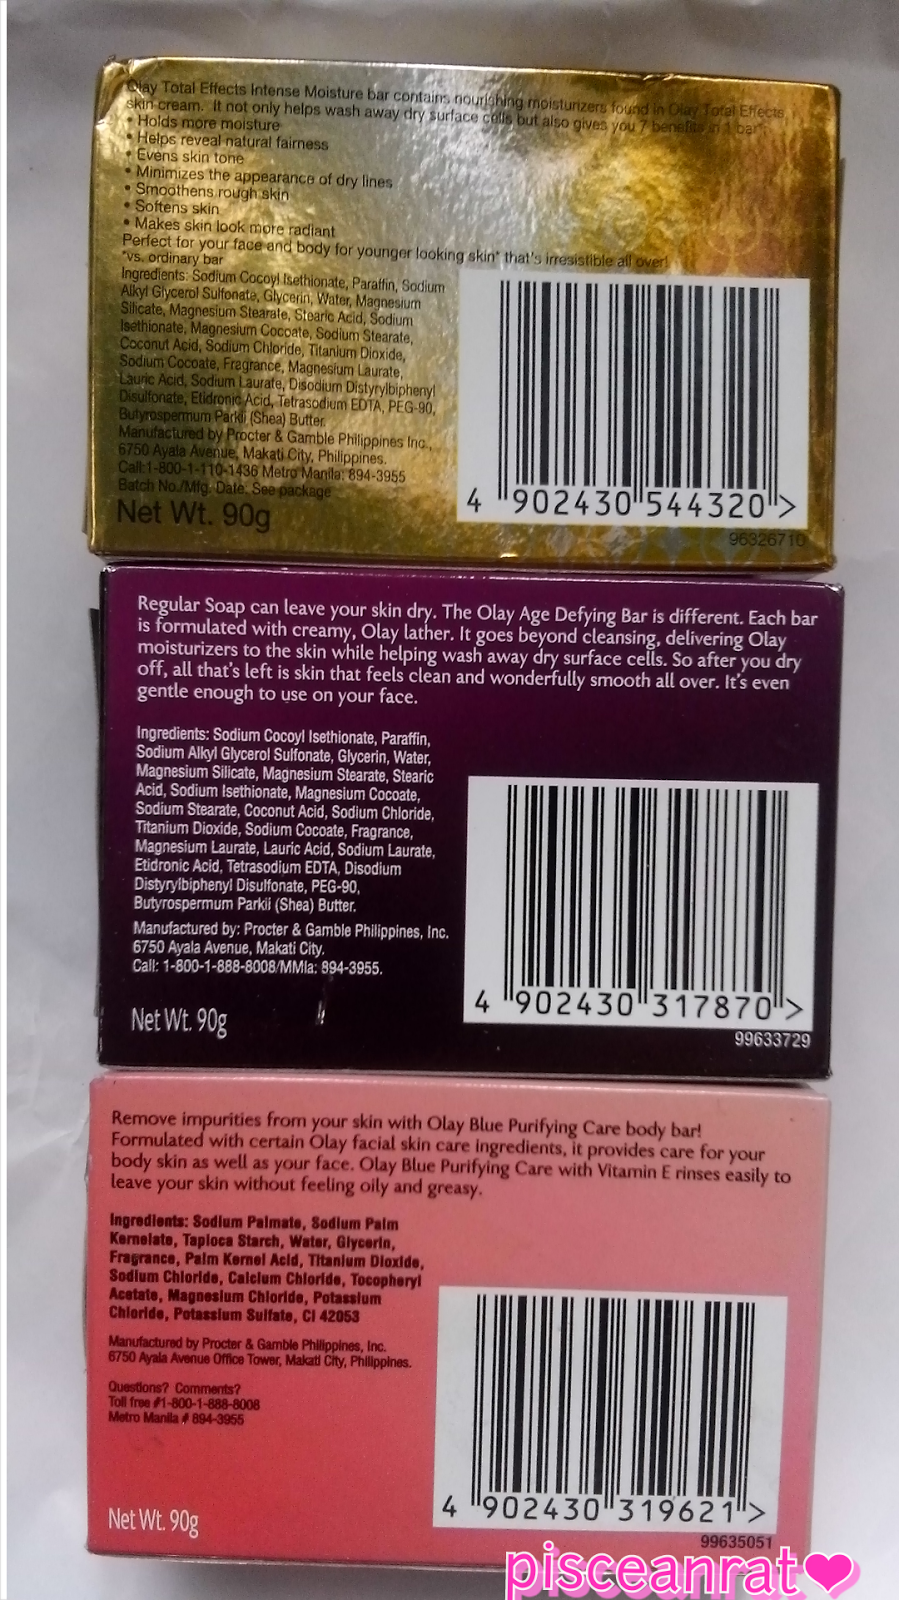 Olay Total Effects Intense Moisture bar contains nourishing moisturizers found in Olay Total Effects
skin cream. It not only helps wash away dry surface cells but also gives you 7 benefits in 1 bar*:
• Holds more moisture
• Helps reveal natural fairness
• Evens skin tone
• Minimizes the appearance of dry lines
• Smoothens rough skin
• Softens skin
• Makes skin look more radiant
Perfect for your face and body for younger looking skin* that's irresistible all over!
*vs. ordinary bar
Ingredients: Sodium Cocoyl Isethionate, Paraffin, Sodium
Alkyl Glycerol Sulfonate, Glycerin, Water, Magnesium
Silicate, Magnesium Stearate, Stearic Acid, Sodium
Isethionate, Magnesium Cocoate, Sodium Stearate,
Coconut Acid, Sodium Chloride, Titanium Dioxide,
Sodium Cocoate, Fragrance, Magnesium Laurate,
Lauric Acid, Sodium Laurate, Disodium Distyrylbiphenyl
Disulfonate, Etidronic Acid, Tetrasodium EDTA, PEG-90,
Butyrospermum Parkii (Shea) Butter.
Manufactured by Procter & Gamble Philippines Inc.,
6750 Ayala Avenue, Makati City, Philippines.
Call:1-800-1-110-1436 Metro Manila: 894-3955
Batch No./Mfg. Date: See package
Net Wt. 90g
4 902430 544320 >
96326710
Regular Soap can leave your skin dry. The Olay Age Defying Bar is different. Each bar
is formulated with creamy, Olay lather. It goes beyond cleansing, delivering Olay
moisturizers to the skin while helping wash away dry surface cells. So after you dry
off, all that's left is skin that feels clean and wonderfully smooth all over. It's even
gentle enough to use on your face.
Ingredients: Sodium Cocoyl Isethionate, Paraffin,
Sodium Alkyl Glycerol Sulfonate, Glycerin, Water,
Magnesium Silicate, Magnesium Stearate, Stearic
Acid, Sodium Isethionate, Magnesium Cocoate,
Sodium Stearate, Coconut Acid, Sodium Chloride,
Titanium Dioxide, Sodium Cocoate, Fragrance,
Magnesium Laurate, Lauric Acid, Sodium Laurate,
Etidronic Acid, Tetrasodium EDTA, Disodium
Distyrylbiphenyl Disulfonate, PEG-90,
Butyrospermum Parkii (Shea) Butter.
Manufactured by: Procter & Gamble Philippines, Inc.
6750 Ayala Avenue, Makati City.
Call: 1-800-1-888-8008/MMla: 894-3955.
Net Wt. 90g
4 902430 317870 >
99633729
Remove impurities from your skin with Olay Blue Purifying Care body bar!
Formulated with certain Olay facial skin care ingredients, it provides care for your
body skin as well as your face. Olay Blue Purifying Care with Vitamin E rinses easily to
leave your skin without feeling oily and greasy.
Ingredients: Sodium Palmate, Sodium Palm
Kernelate, Tapioca Starch, Water, Glycerin,
Fragrance, Palm Kernel Acid, Titanium Dioxide,
Sodium Chloride, Calcium Chloride, Tocopheryl
Acetate, Magnesium Chloride, Potassium
Chloride, Potassium Sulfate, CI 42053
Manufactured by Procter & Gamble Philippines, Inc.
6750 Ayala Avenue Office Tower, Makati City, Philippines.
Questions? Comments?
Toll free #1-800-1-888-8008
Metro Manila # 894-3955
Net Wt. 90g
4 902430 319621 >
99635051
pisceanrat